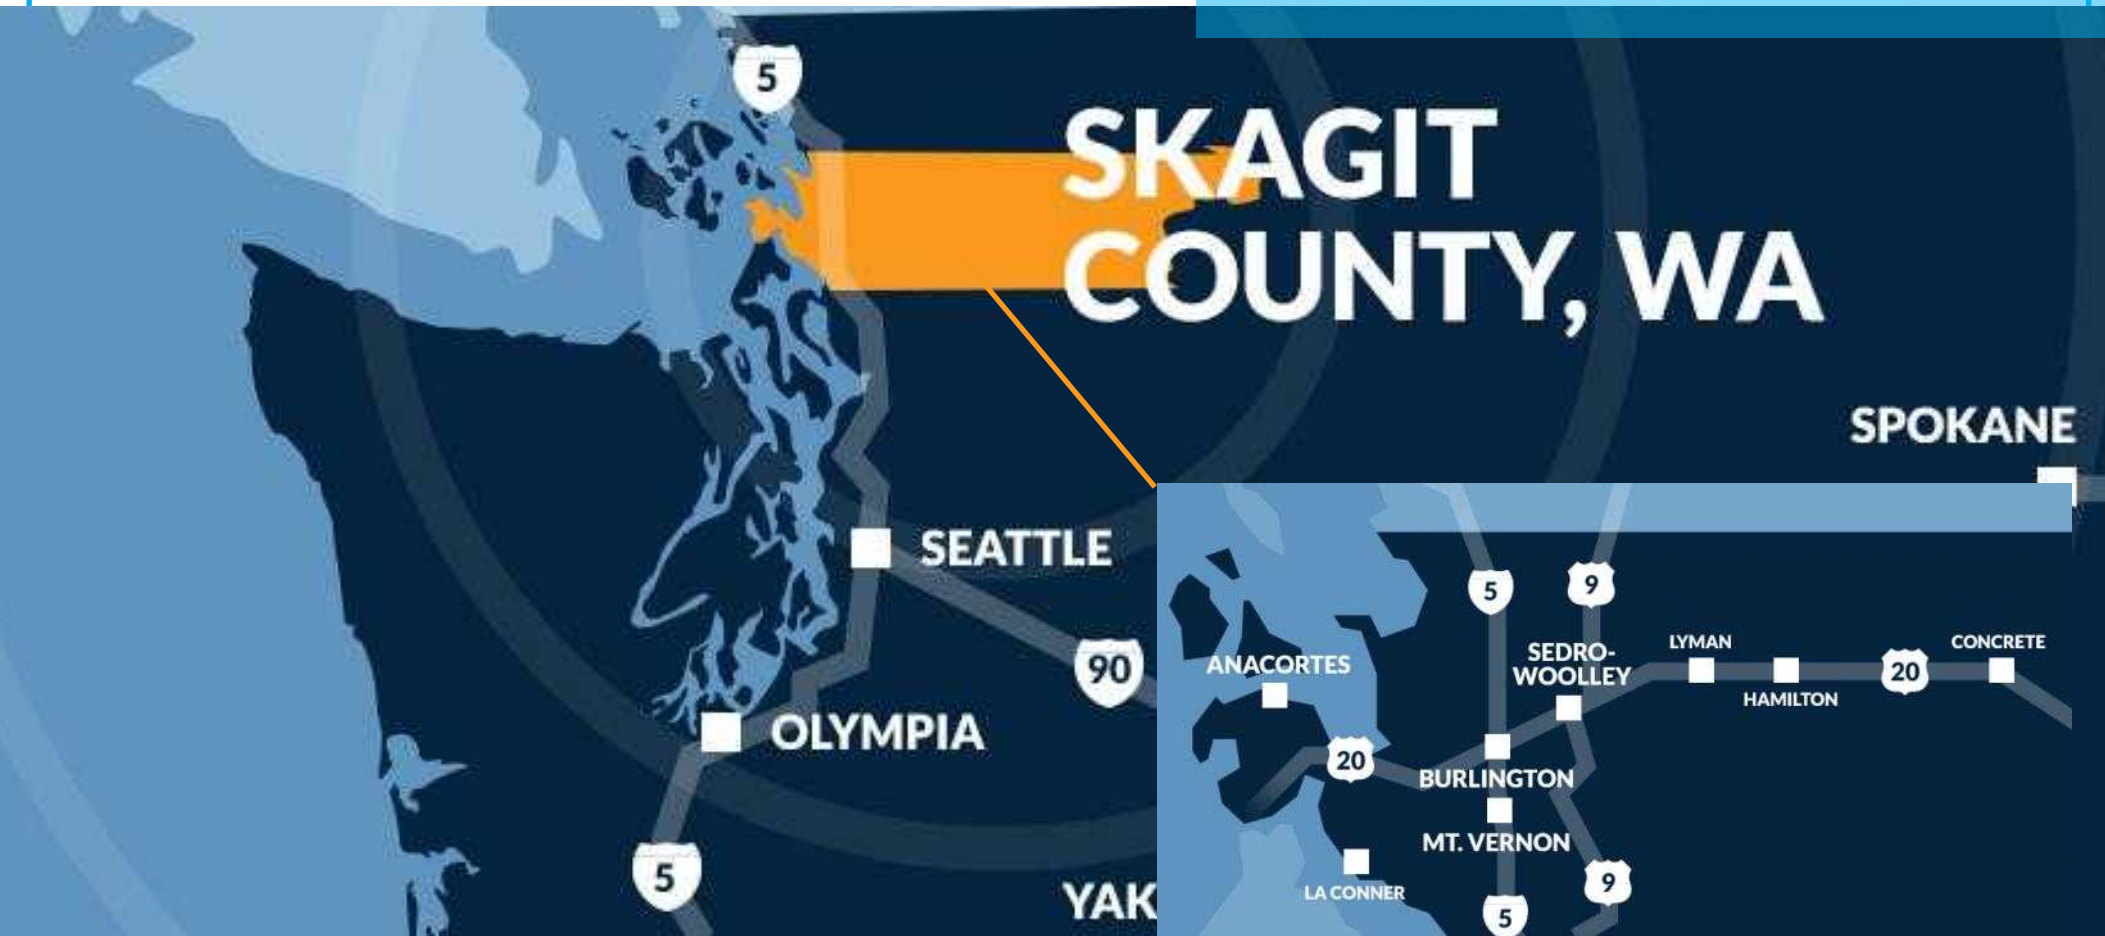 5
SKAGIT
COUNTY, WA
SPOKANE
SEATTLE
90
OLYMPIA
5
YAK
5
9
SEDRO-
WOOLLEY
LYMAN
CONCRETE
ANACORTES
20
HAMILTON
20
BURLINGTON
MT. VERNON
LA CONNER
9
5